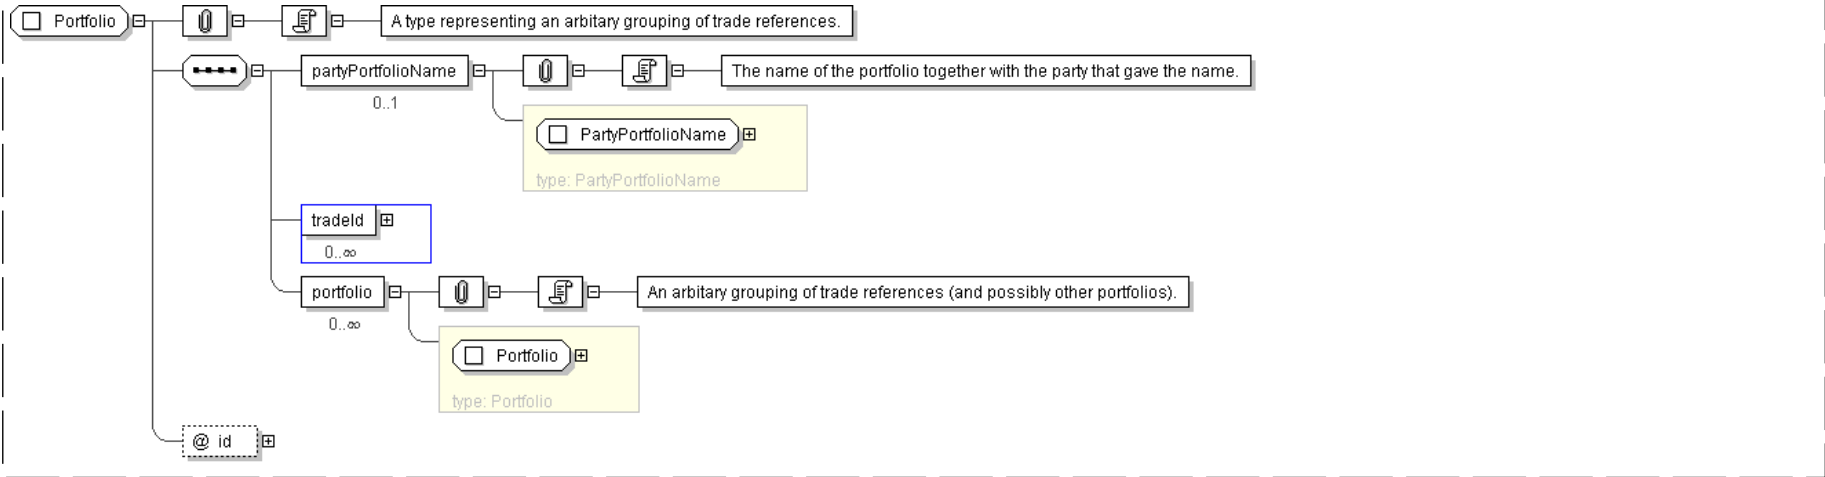 Portfolio
A type representing an arbitary grouping of trade references.
partyPortfolioName
The name of the portfolio together with the party that gave the name.
0..1
PartyPortfolioName
type: PartyPortfolioName
tradeId
0..∞
portfolio
An arbitary grouping of trade references (and possibly other portfolios).
0..∞
Portfolio
type: Portfolio
@ id